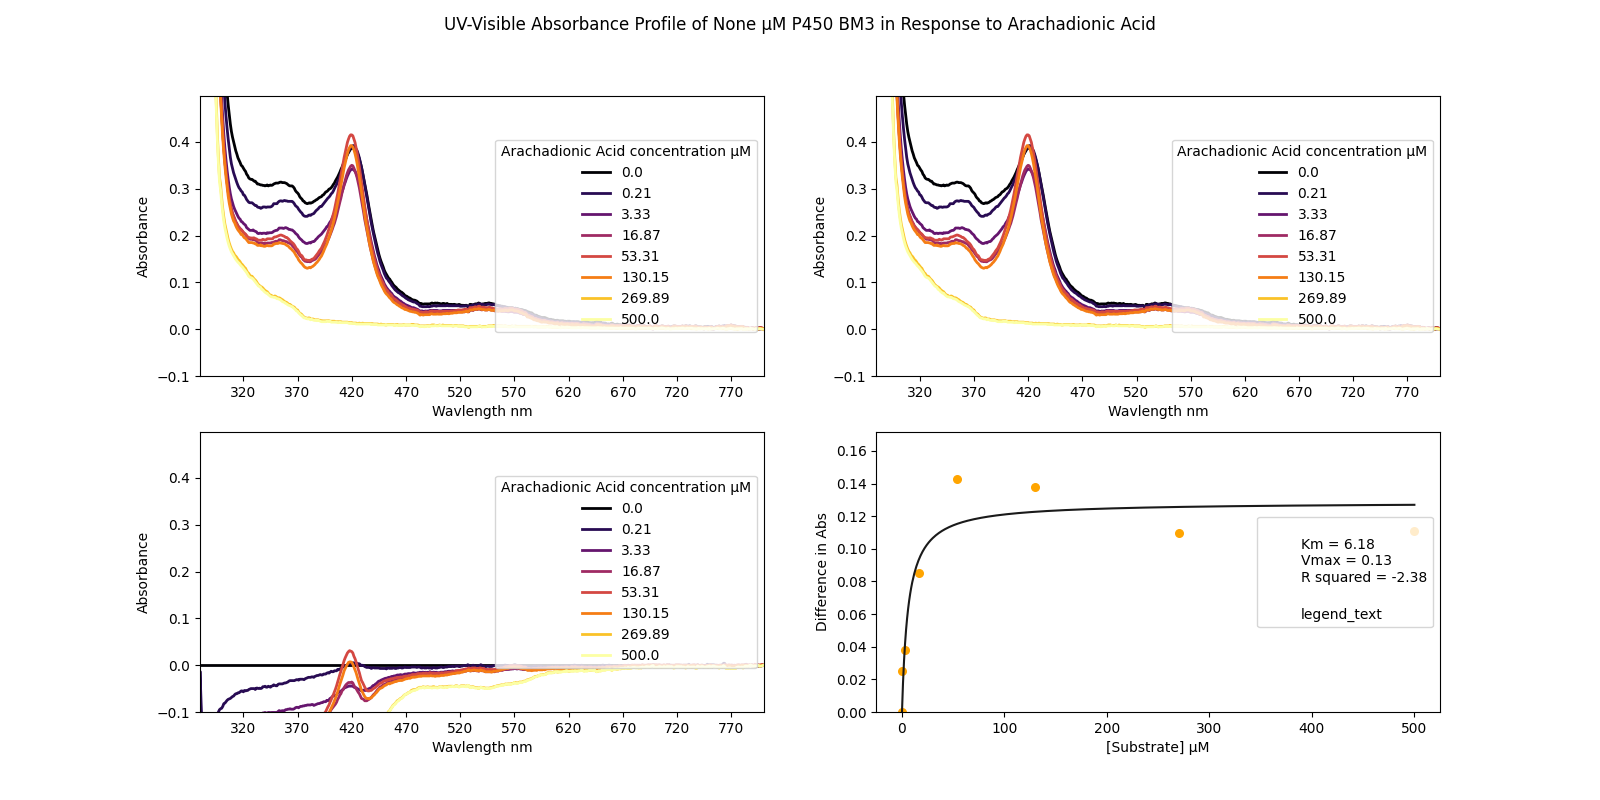 UV-Visible Absorbance Profile of None μM P450 BM3 in Response to Arachadionic Acid
Absorbance
0.4
0.3
0.2
0.1
0.0
−0.1
Arachadionic Acid concentration μM
0.0
0.21
3.33
16.87
53.31
130.15
269.89
500.0
320 370 420 470 520 570 620 670 720 770
Wavlength nm
Absorbance
0.4
0.3
0.2
0.1
0.0
−0.1
Arachadionic Acid concentration μM
0.0
0.21
3.33
16.87
53.31
130.15
269.89
500.0
320 370 420 470 520 570 620 670 720 770
Wavlength nm
Absorbance
0.4
0.3
0.2
0.1
0.0
−0.1
Arachadionic Acid concentration μM
0.0
0.21
3.33
16.87
53.31
130.15
269.89
500.0
320 370 420 470 520 570 620 670 720 770
Wavlength nm
Difference in Abs
0.16
0.14
0.12
0.10
0.08
0.06
0.04
0.02
0.00
Km = 6.18
Vmax = 0.13
R squared = -2.38
legend_text
0 100 200 300 400 500
[Substrate] μM